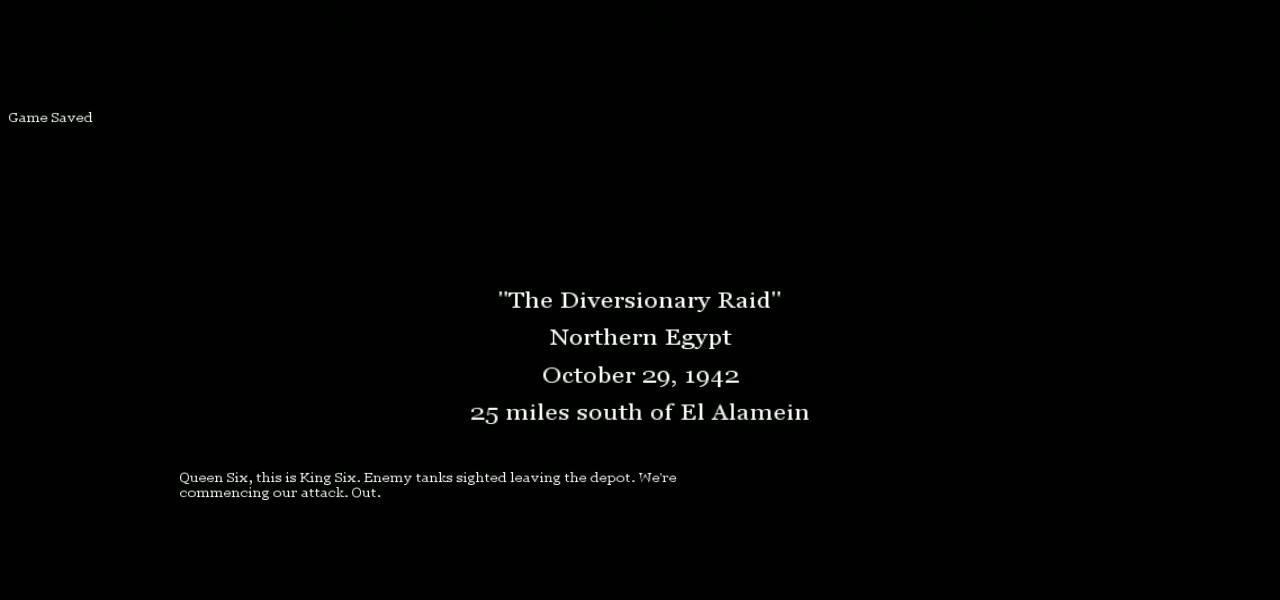 Game Saved
"The Diversionary Raid"
Northern Egypt
October 29, 1942
25 miles south of El Alamein
Queen Six, this is King Six. Enemy tanks sighted leaving the depot. We're
commencing our attack. Out.